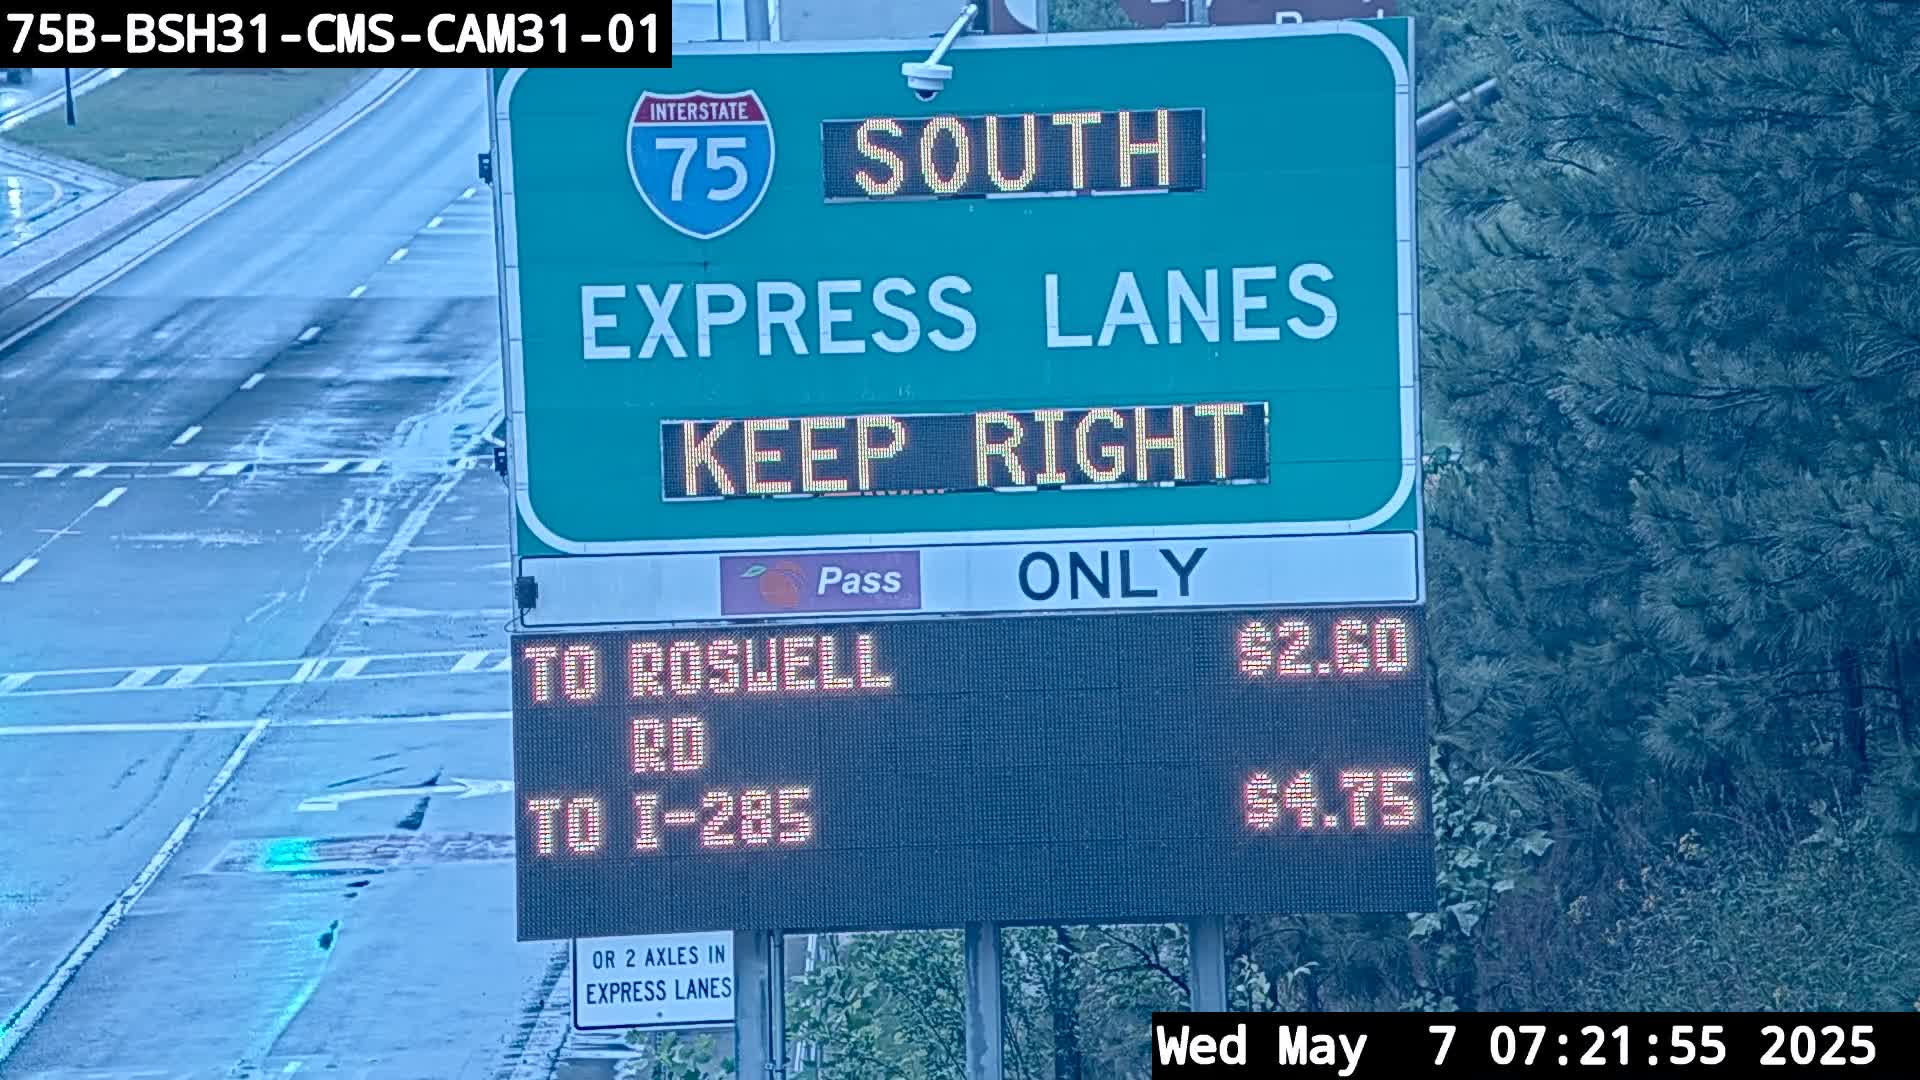 75B-BSH31-CMS-CAM31-01
INTERSTATE
75
SOUTH
EXPRESS LANES
KEEP RIGHT
Pass ONLY
TO ROSWELL $2.60
RD
TO I-285 $4.75
OR 2 AXLES IN
EXPRESS LANES
Wed May 7 07:21:55 2025